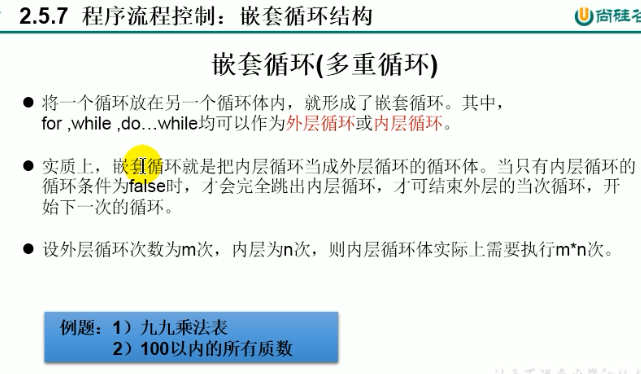 2.5.7 程序流程控制：嵌套循环结构
尚硅谷
嵌套循环(多重循环)
● 将一个循环放在另一个循环体内，就形成了嵌套循环。其中，
for ,while ,do…while均可以作为外层循环或内层循环。
● 实质上，嵌套循环就是把内层循环当成外层循环的循环体。当只有内层循环的
循环条件为false时，才会完全跳出内层循环，才可结束外层的当次循环，开
始下一次的循环。
● 设外层循环次数为m次，内层为n次，则内层循环体实际上需要执行m*n次。
例题：1）九九乘法表
2）100以内的所有质数